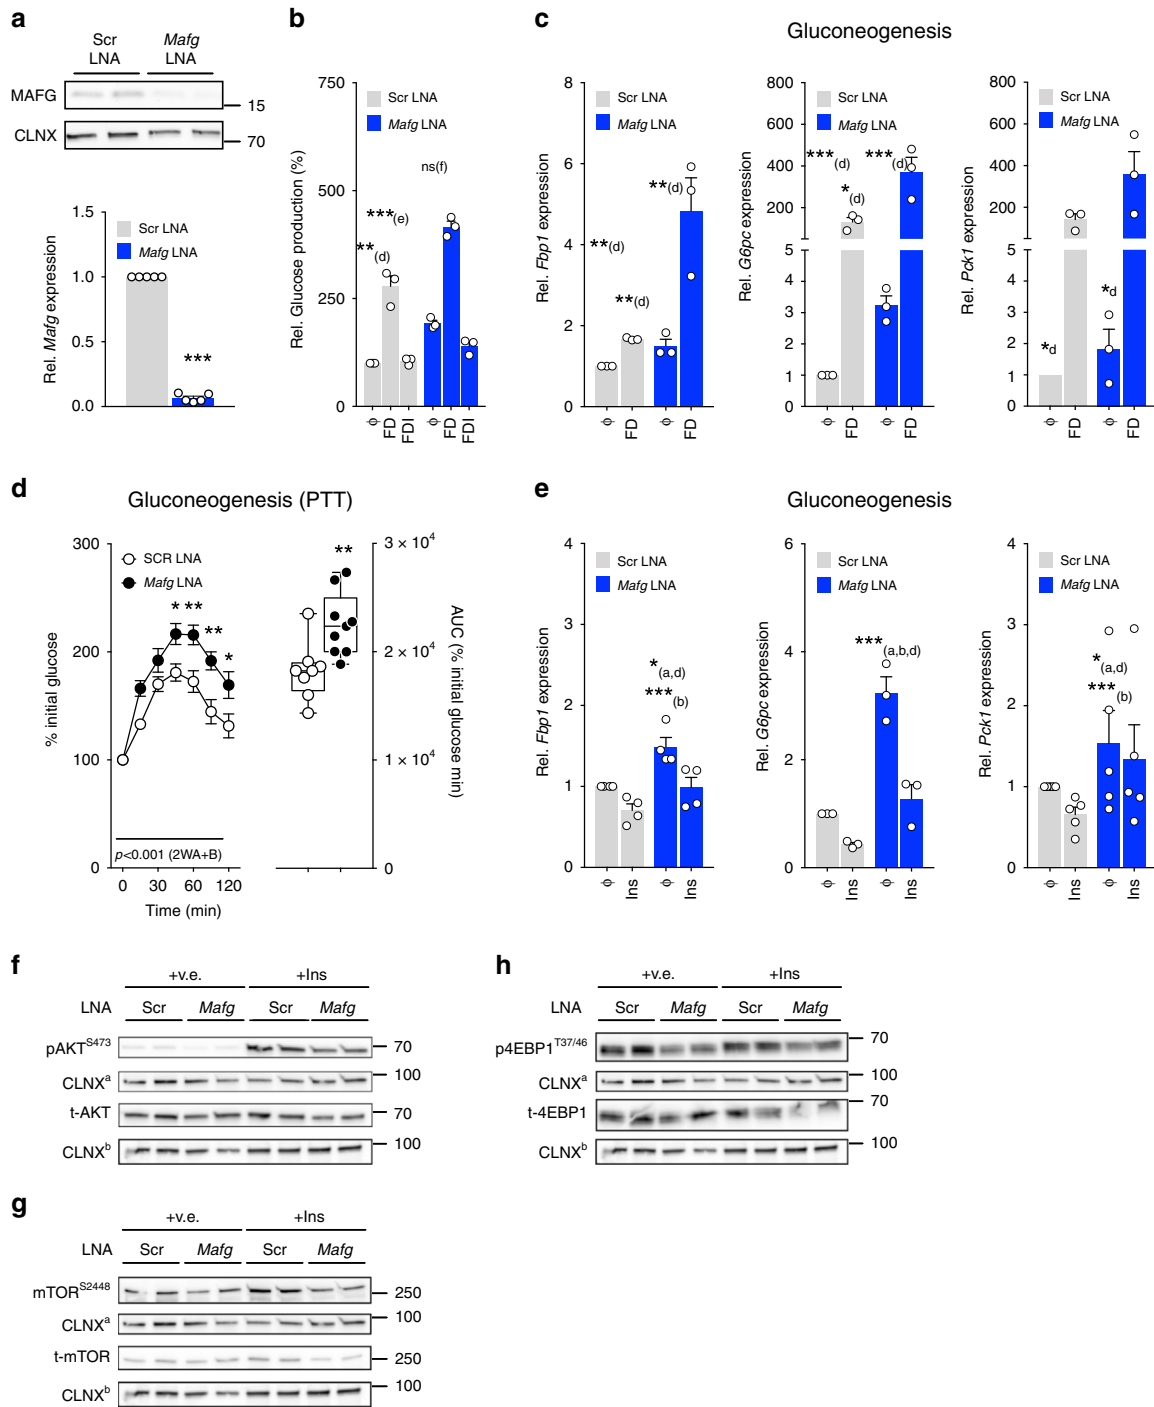 a
Scr
LNA
Mafg
LNA
MAFG
15
CLNX
70
Rel. Mafg expression
1.5
1.0
0.5
0.0
Scr LNA
Mafg LNA
***
b
Rel. Glucose production (%)
750
500
250
0
Scr LNA
Mafg LNA
ns(f)
***(e)
**(d)
ϕ
FD
FDI
ϕ
FD
FDI
c
Gluconeogenesis
Rel. Fbp1 expression
8
6
4
2
0
Scr LNA
Mafg LNA
**(d)
**(d)
**(d)
ϕ
FD
ϕ
FD
Rel. G6pc expression
800
600
400
200
5
4
3
2
1
0
Scr LNA
Mafg LNA
***(d)
*(d)
***(d)
ϕ
FD
ϕ
FD
Rel. Pck1 expression
800
600
400
200
5
4
3
2
1
0
Scr LNA
Mafg LNA
*d
*d
ϕ
FD
ϕ
FD
d
Gluconeogenesis (PTT)
% initial glucose
300
200
100
0
SCR LNA
Mafg LNA
* **
**
*
p<0.001 (2WA+B)
0 30 60 90 120
Time (min)
**
3 × 10⁴
2 × 10⁴
1 × 10⁴
0
AUC (% initial glucose min)
e
Gluconeogenesis
Rel. Fbp1 expression
4
3
2
1
0
Scr LNA
Mafg LNA
*(a,d)
***(b)
ϕ
Ins
ϕ
Ins
Rel. G6pc expression
6
4
2
0
Scr LNA
Mafg LNA
***(a,b,d)
ϕ
Ins
ϕ
Ins
Rel. Pck1 expression
4
3
2
1
0
Scr LNA
Mafg LNA
*(a,d)
***(b)
ϕ
Ins
ϕ
Ins
f
+v.e. +Ins
LNA Scr Mafg Scr Mafg
pAKTS473 70
CLNXa 100
t-AKT 70
CLNXb 100
h
+v.e. +Ins
LNA Scr Mafg Scr Mafg
p4EBP1T37/46 70
CLNXa 100
t-4EBP1 70
CLNXb 100
g
+v.e. +Ins
LNA Scr Mafg Scr Mafg
mTORS2448 250
CLNXa 100
t-mTOR 250
CLNXb 100